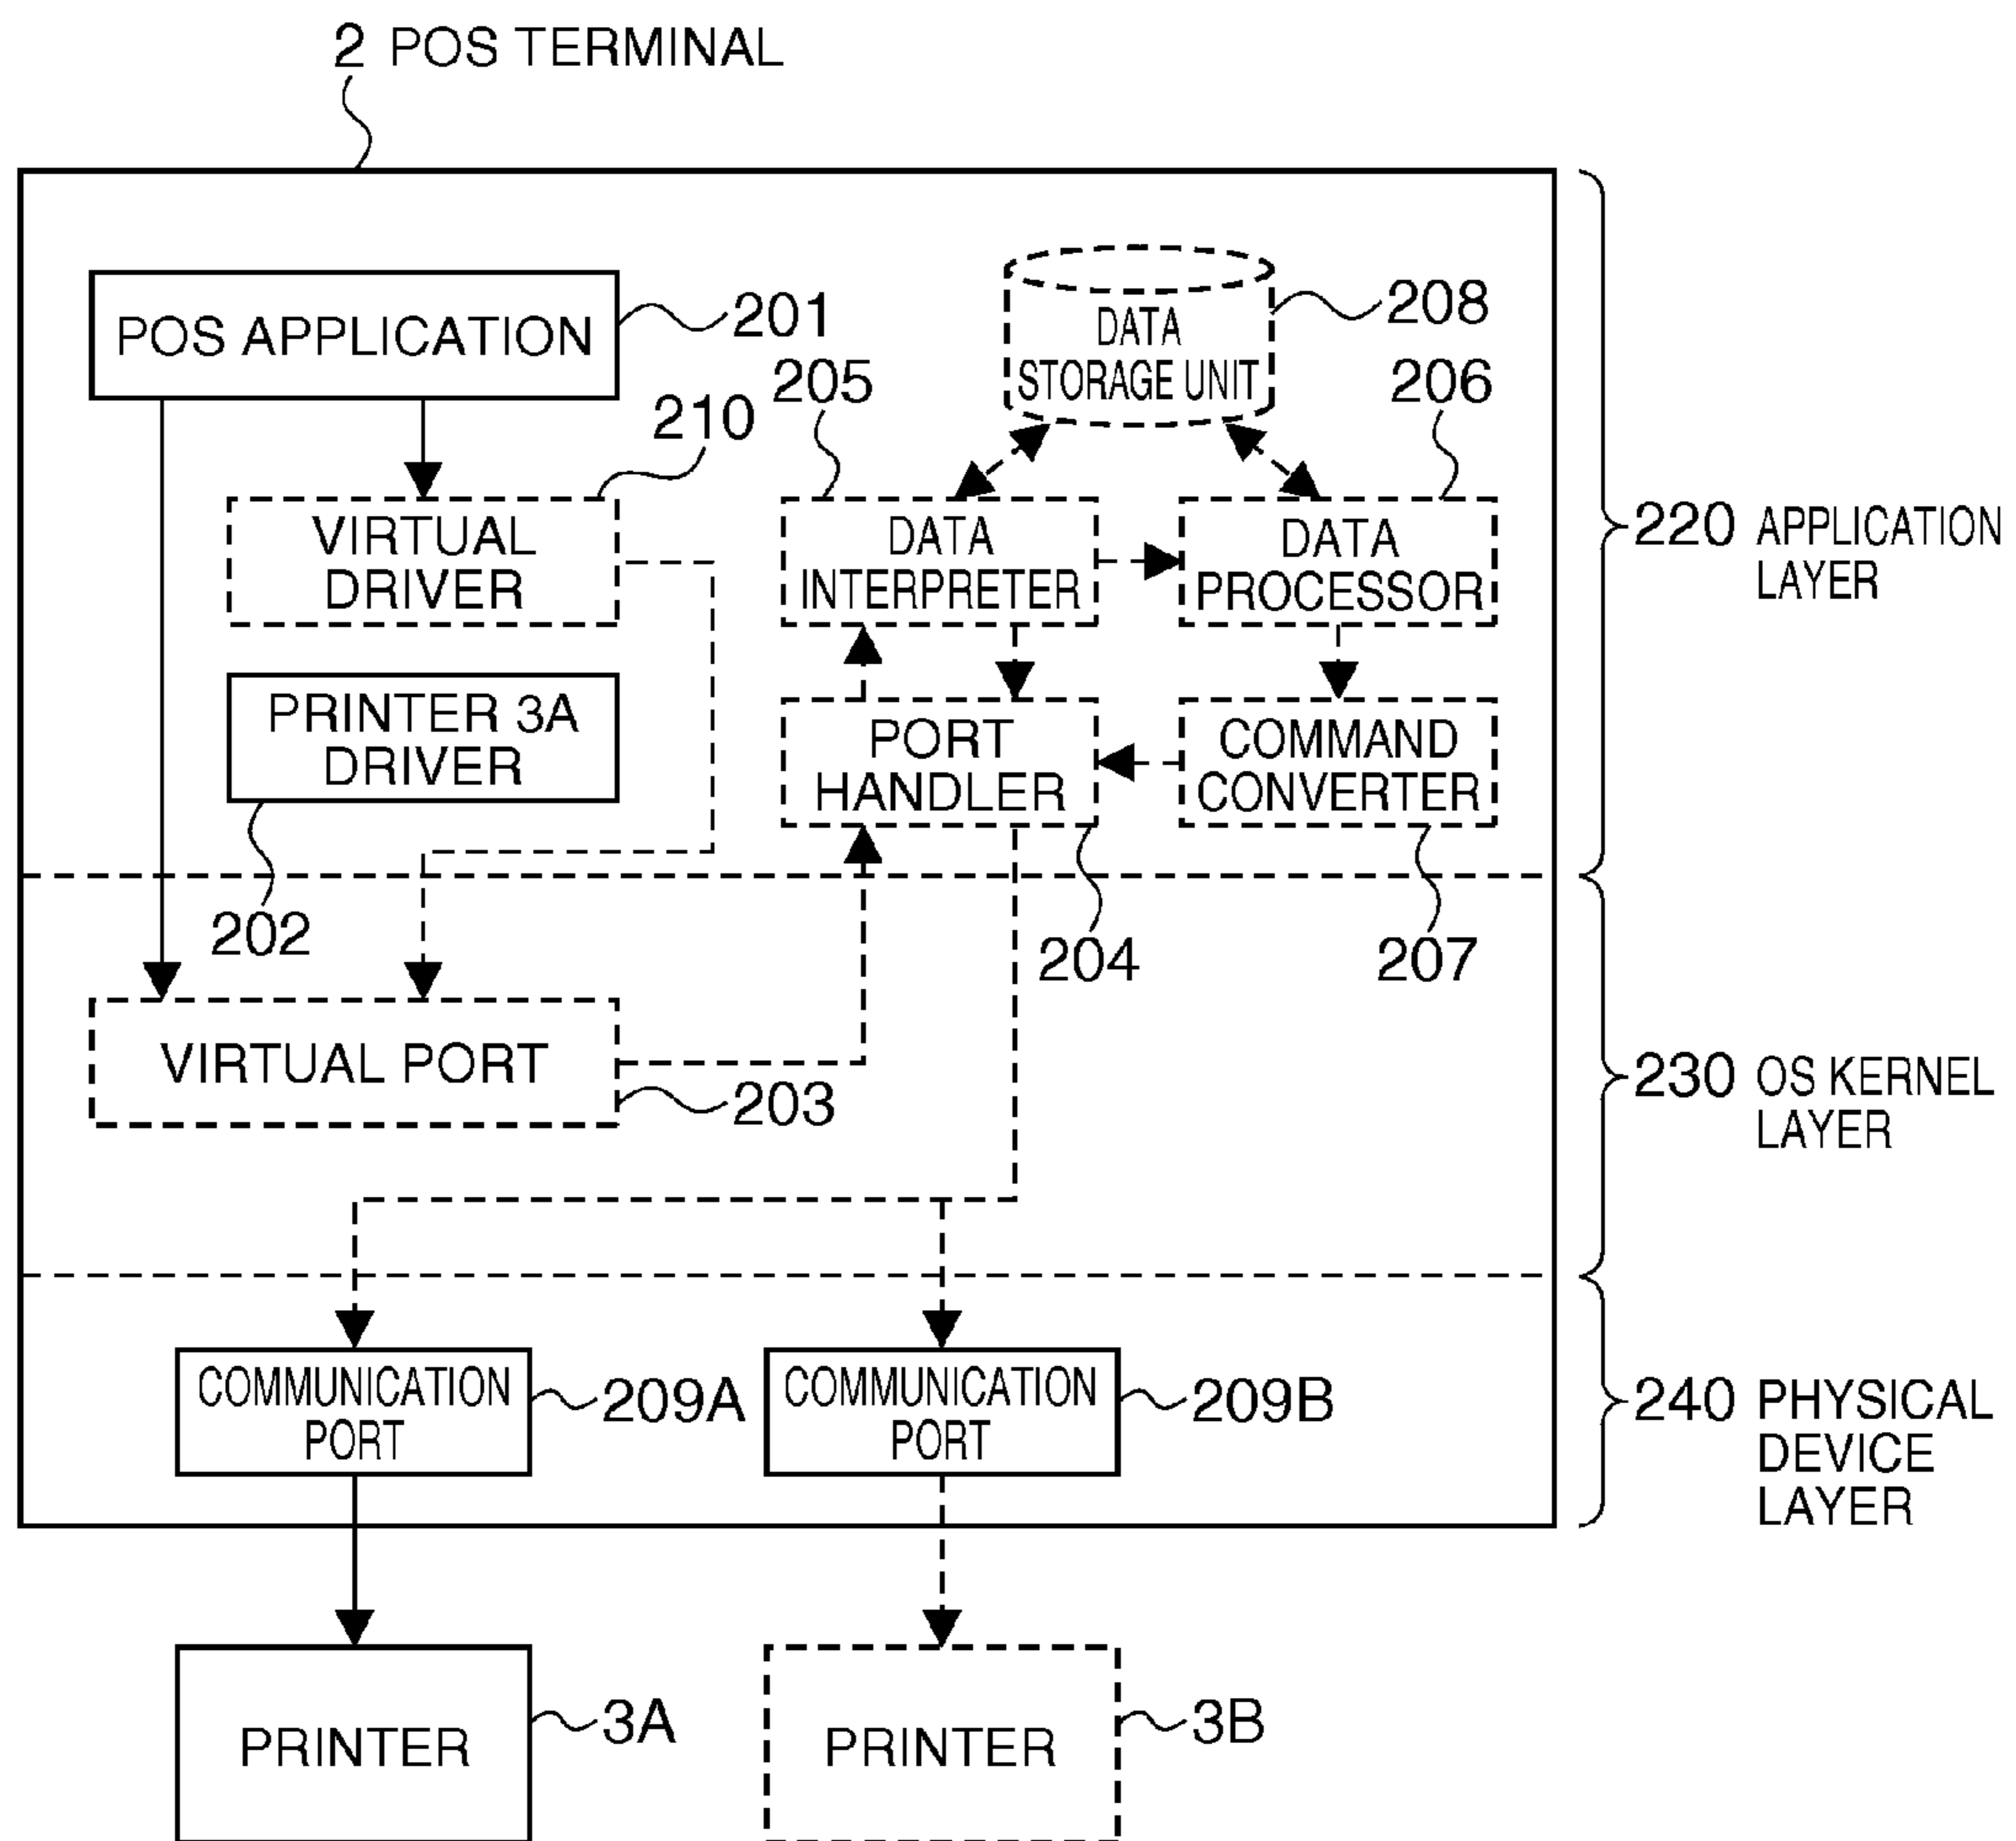 2 POS TERMINAL
POS APPLICATION
201
DATA
STORAGE UNIT
208
205
206
210
VIRTUAL
DRIVER
DATA
INTERPRETER
DATA
PROCESSOR
220 APPLICATION
LAYER
PRINTER 3A
DRIVER
PORT
HANDLER
COMMAND
CONVERTER
202
204
207
VIRTUAL PORT
203
230 OS KERNEL
LAYER
COMMUNICATION
PORT
209A
COMMUNICATION
PORT
209B
240 PHYSICAL
DEVICE
LAYER
PRINTER
3A
PRINTER
3B